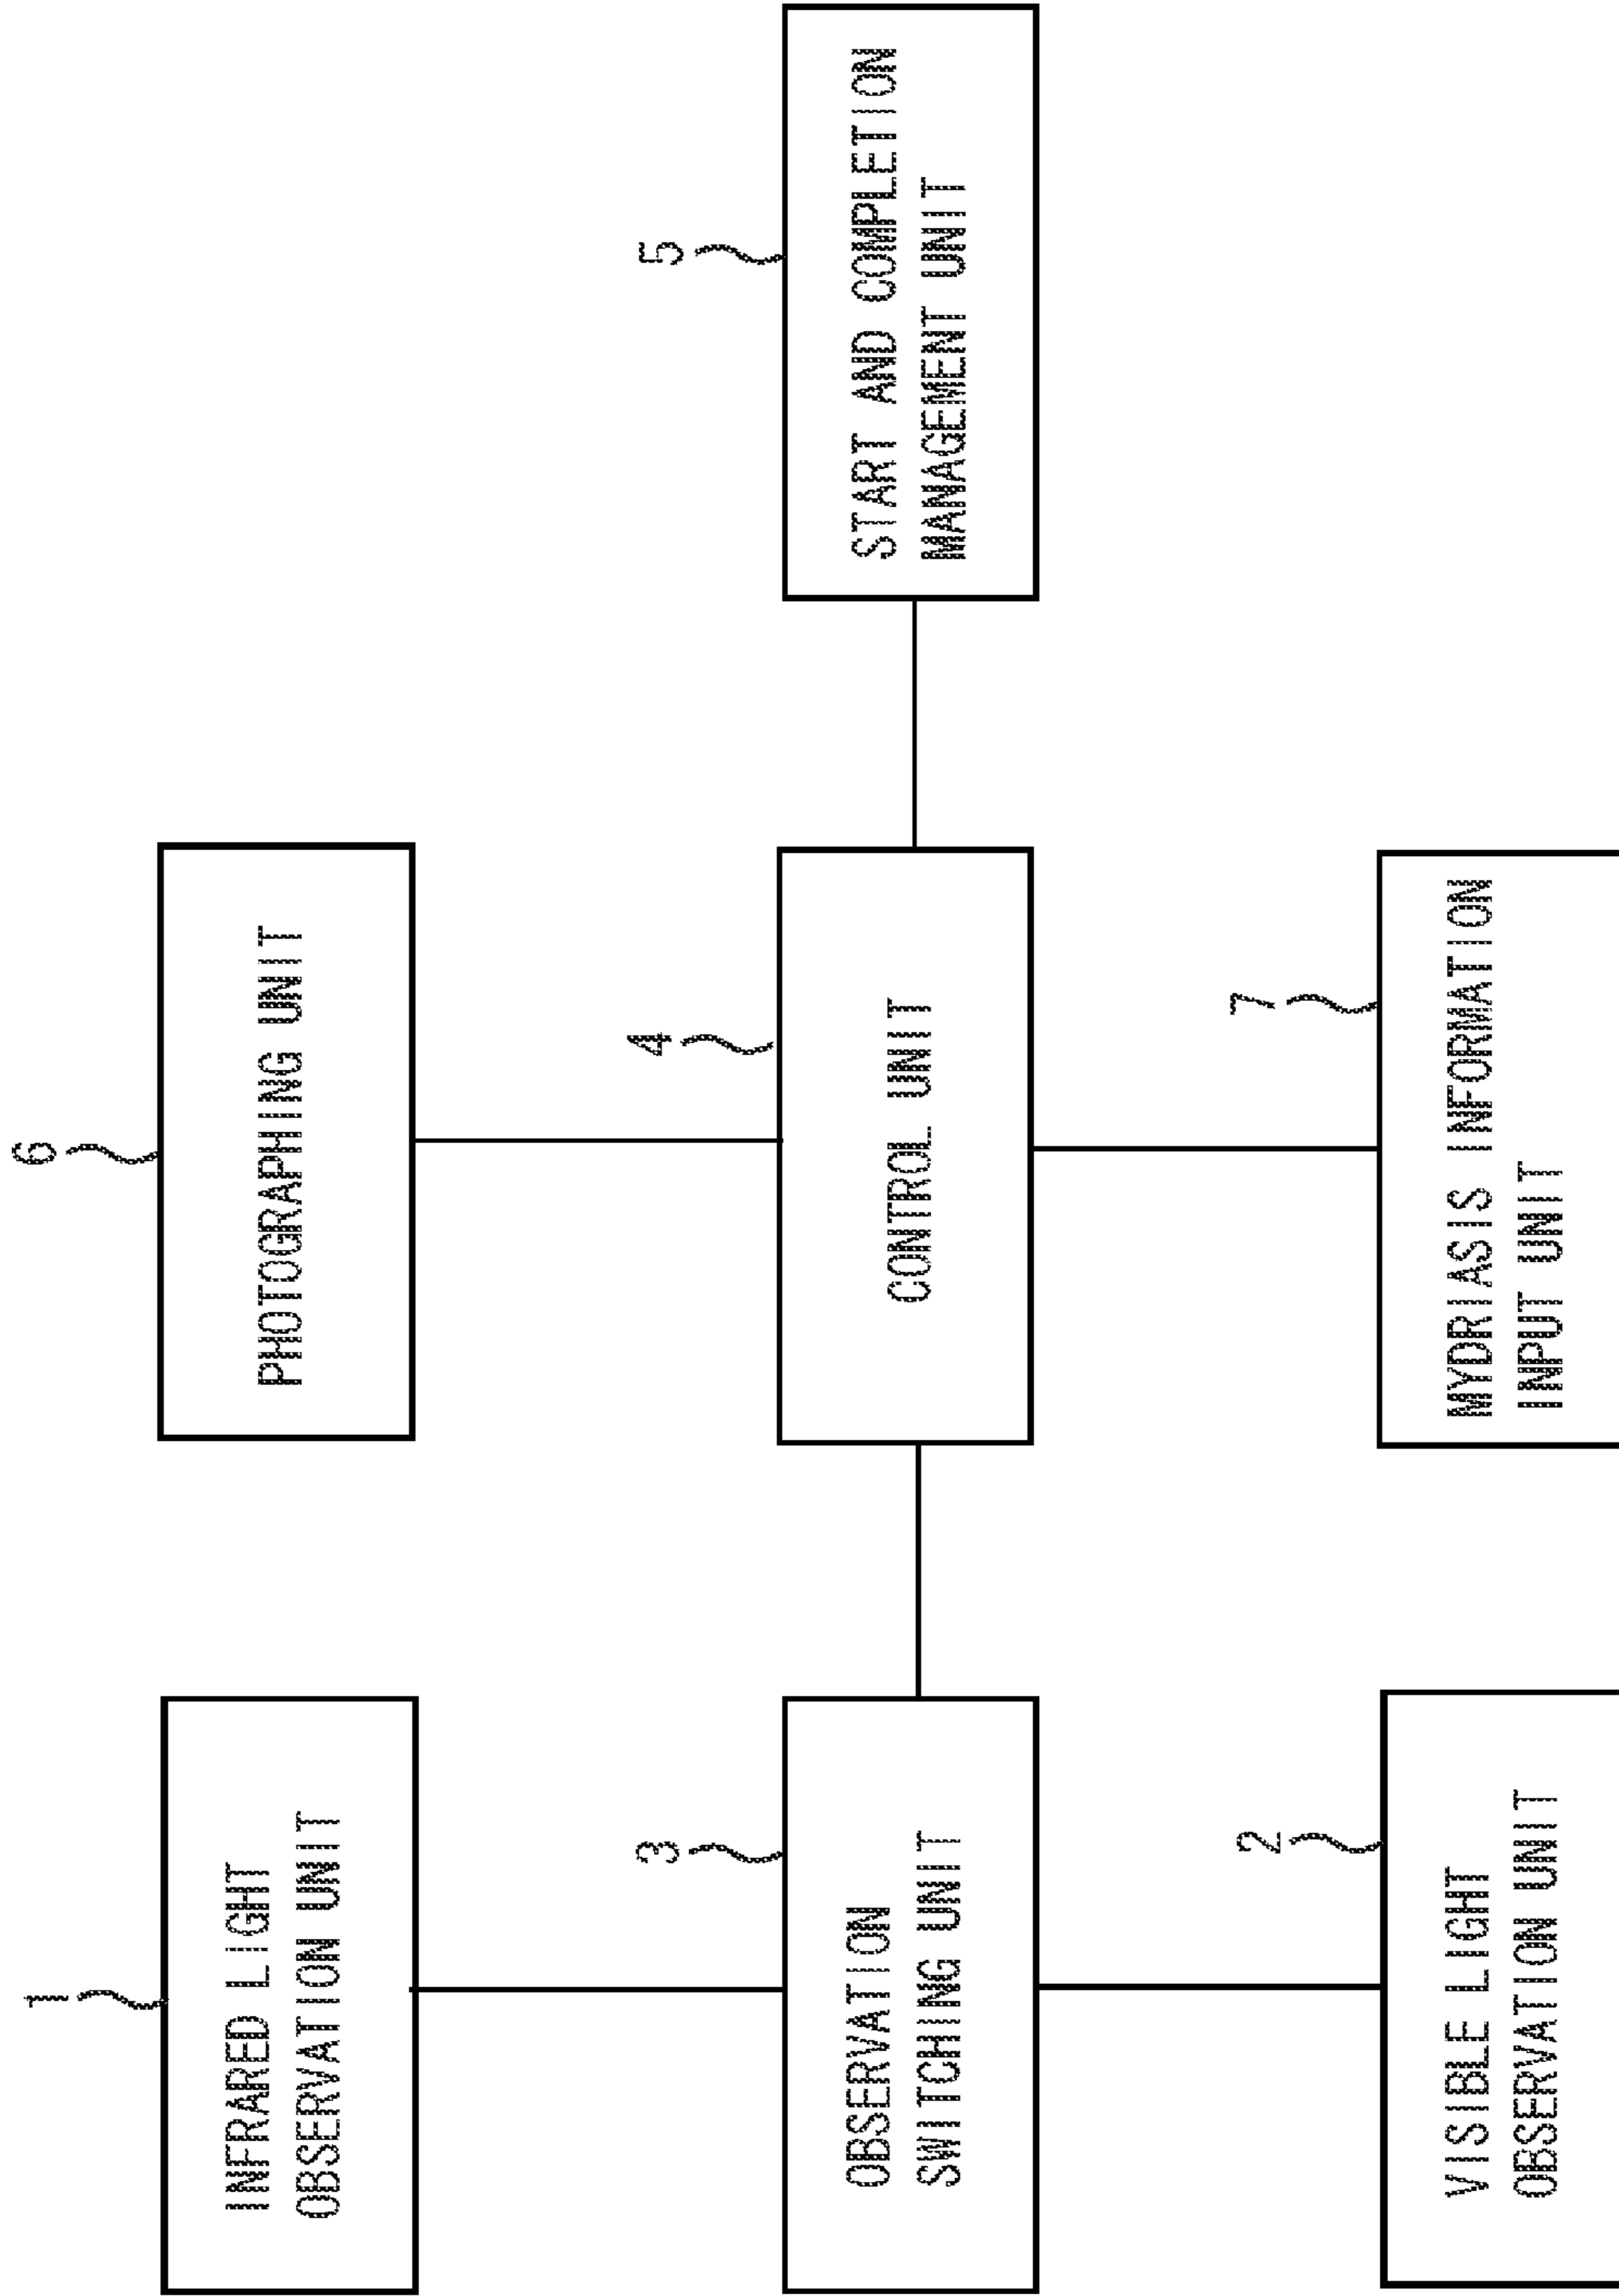 1
INFRARED LIGHT
OBSERVATION UNIT
6
PHOTOGRAPHING UNIT
3
OBSERVATION
SWITCHING UNIT
4
CONTROL UNIT
5
START AND COMPLETION
MANAGEMENT UNIT
2
VISIBLE LIGHT
OBSERVATION UNIT
7
MYDRIASIS INFORMATION
INPUT UNIT